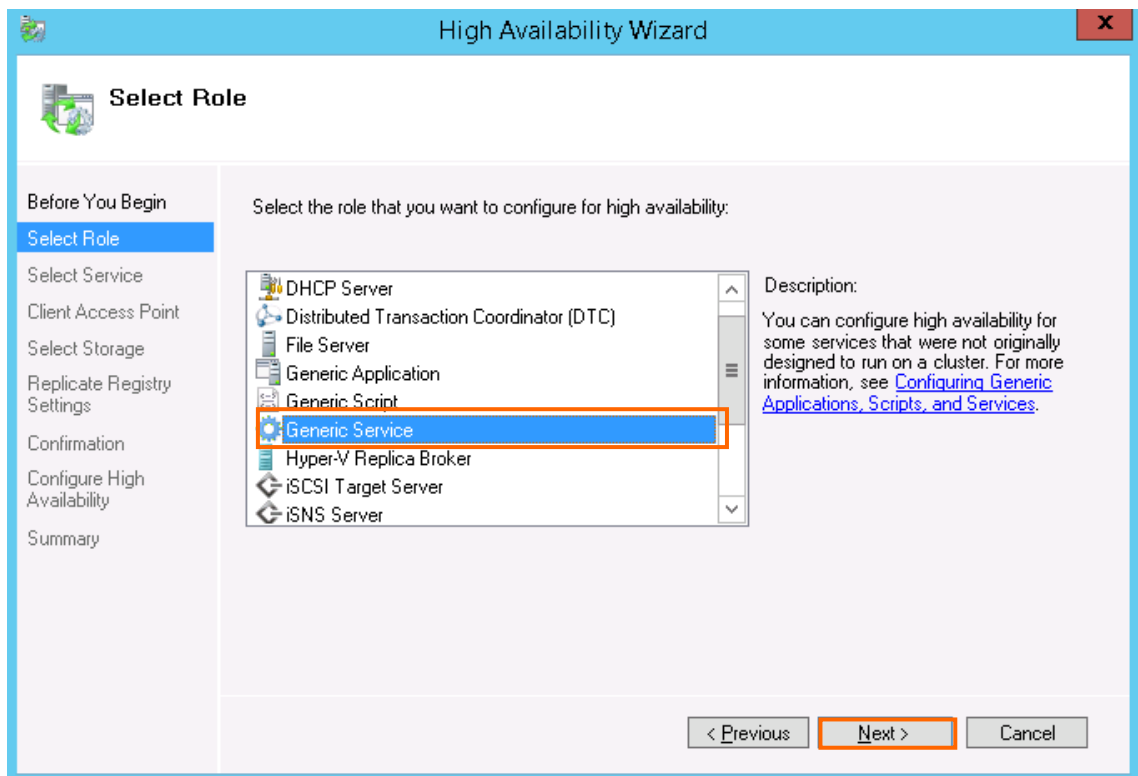 High Availability Wizard
X
Select Role
Before You Begin
Select Role
Select Service
Client Access Point
Select Storage
Replicate Registry
Settings
Confirmation
Configure High
Availability
Summary
Select the role that you want to configure for high availability:
DHCP Server
Distributed Transaction Coordinator (DTC)
File Server
Generic Application
Generic Script
Generic Service
Hyper-V Replica Broker
iSCSI Target Server
iSNS Server
Description:
You can configure high availability for
some services that were not originally
designed to run on a cluster. For more
information, see Configuring Generic
Applications, Scripts, and Services.
< Previous
Next >
Cancel